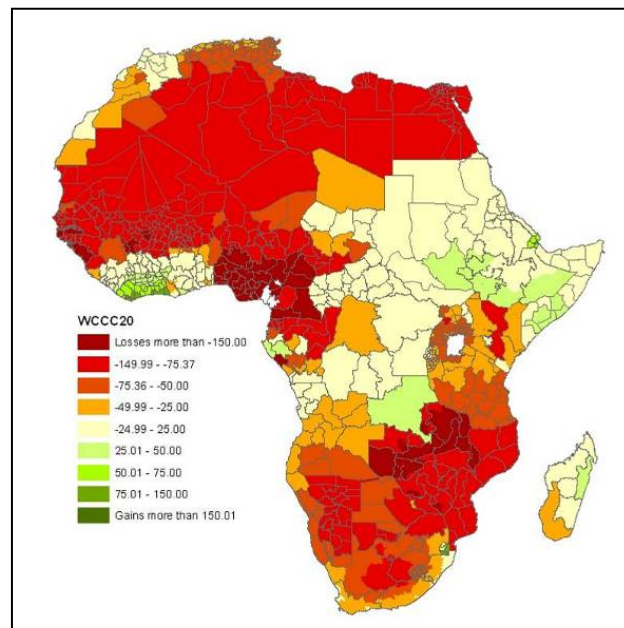 WCCC20
Losses more than -150.00
-149.99 - -75.37
-75.36 - -50.00
-49.99 - -25.00
-24.99 - 25.00
25.01 - 50.00
50.01 - 75.00
75.01 - 150.00
Gains more than 150.01